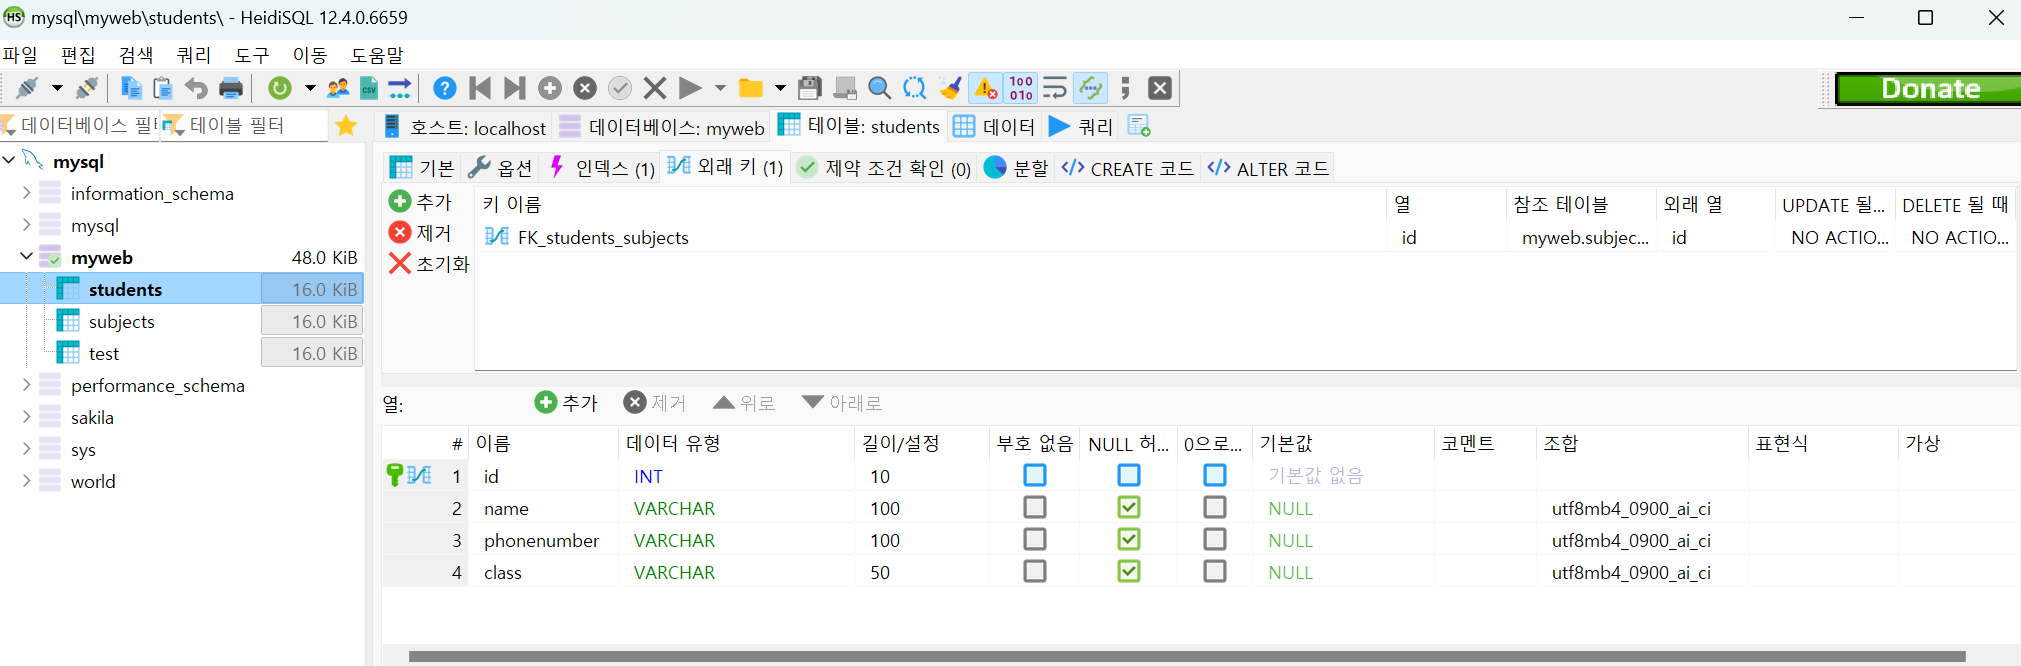 mysql\myweb\students\ - HeidiSQL 12.4.0.6659
파일 편집 검색 쿼리 도구 이동 도움말
Donate
데이터베이스 필터 테이블 필터
호스트: localhost 데이터베이스: myweb 테이블: students 데이터 쿼리
mysql
information_schema
mysql
myweb 48.0 KiB
students 16.0 KiB
subjects 16.0 KiB
test 16.0 KiB
performance_schema
sakila
sys
world
기본 옵션 인덱스 (1) 외래 키 (1) 제약 조건 확인 (0) 분할 CREATE 코드 ALTER 코드
추가
제거
초기화
키 이름 열 참조 테이블 외래 열 UPDATE 될... DELETE 될 때
FK_students_subjects id myweb.subjec... id NO ACTIO... NO ACTIO...
열: 추가 제거 위로 아래로
# 이름 데이터 유형 길이/설정 부호 없음 NULL 허... 0으로... 기본값 코멘트 조합 표현식 가상
1 id INT 10 기본값 없음
2 name VARCHAR 100 NULL utf8mb4_0900_ai_ci
3 phonenumber VARCHAR 100 NULL utf8mb4_0900_ai_ci
4 class VARCHAR 50 NULL utf8mb4_0900_ai_ci